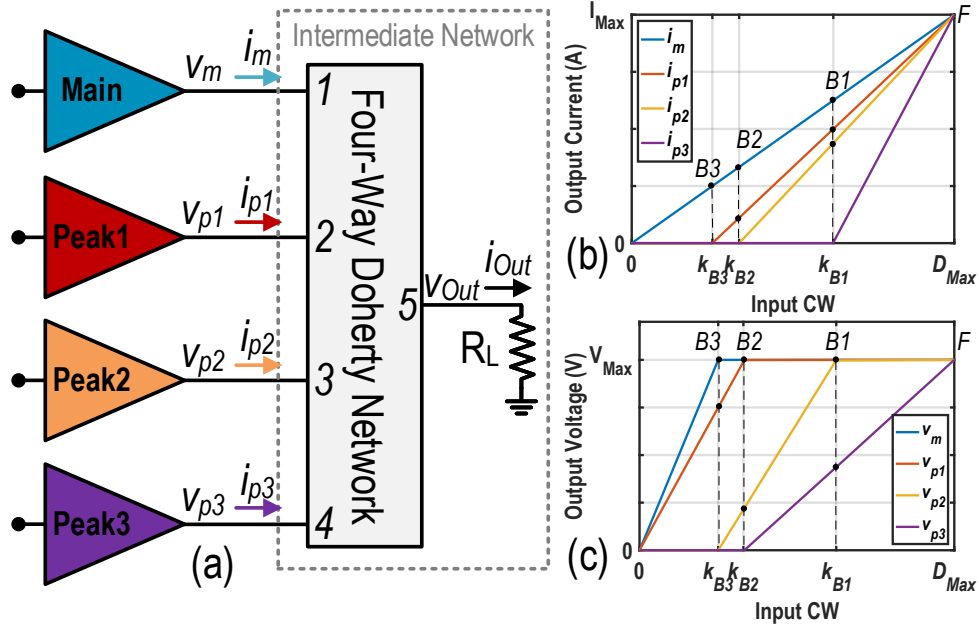 Intermediate Network
Main
v_m
i_m
1
Peak1
v_p1
i_p1
2
Peak2
v_p2
i_p2
3
Peak3
v_p3
i_p3
4
Four-Way Doherty Network
5
v_Out
i_Out
R_L
(a)
I_Max
Output Current (A)
0
i_m
i_p1
i_p2
i_p3
B3
B2
B1
F
(b)
0
k_B3
k_B2
k_B1
D_Max
Input CW
V_Max
Output Voltage (V)
0
B3
B2
B1
F
v_m
v_p1
v_p2
v_p3
(c)
0
k_B3
k_B2
k_B1
D_Max
Input CW